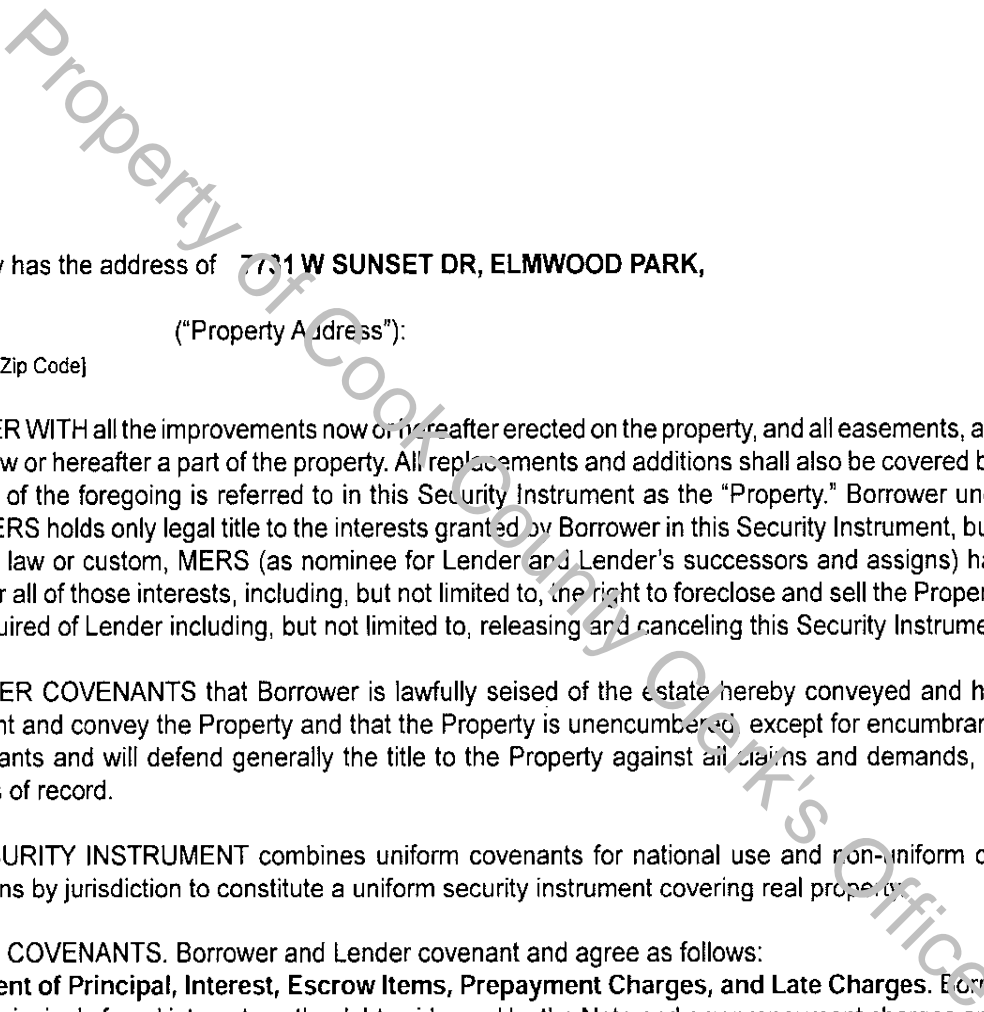 Property of Cook County Clerk's Office
y has the address of 7731 W SUNSET DR, ELMWOOD PARK,
("Property Address"):
Zip Code]
ER WITH all the improvements now or hereafter erected on the property, and all easements, a
w or hereafter a part of the property. All replacements and additions shall also be covered b
of the foregoing is referred to in this Security Instrument as the "Property." Borrower un
ERS holds only legal title to the interests granted by Borrower in this Security Instrument, bu
law or custom, MERS (as nominee for Lender and Lender's successors and assigns) ha
r all of those interests, including, but not limited to, the right to foreclose and sell the Proper
uired of Lender including, but not limited to, releasing and canceling this Security Instrume
ER COVENANTS that Borrower is lawfully seised of the estate hereby conveyed and h
nt and convey the Property and that the Property is unencumbered, except for encumbran
ants and will defend generally the title to the Property against all claims and demands,
s of record.
CURITY INSTRUMENT combines uniform covenants for national use and non-uniform c
ns by jurisdiction to constitute a uniform security instrument covering real property.
COVENANTS. Borrower and Lender covenant and agree as follows:
ent of Principal, Interest, Escrow Items, Prepayment Charges, and Late Charges. Borr